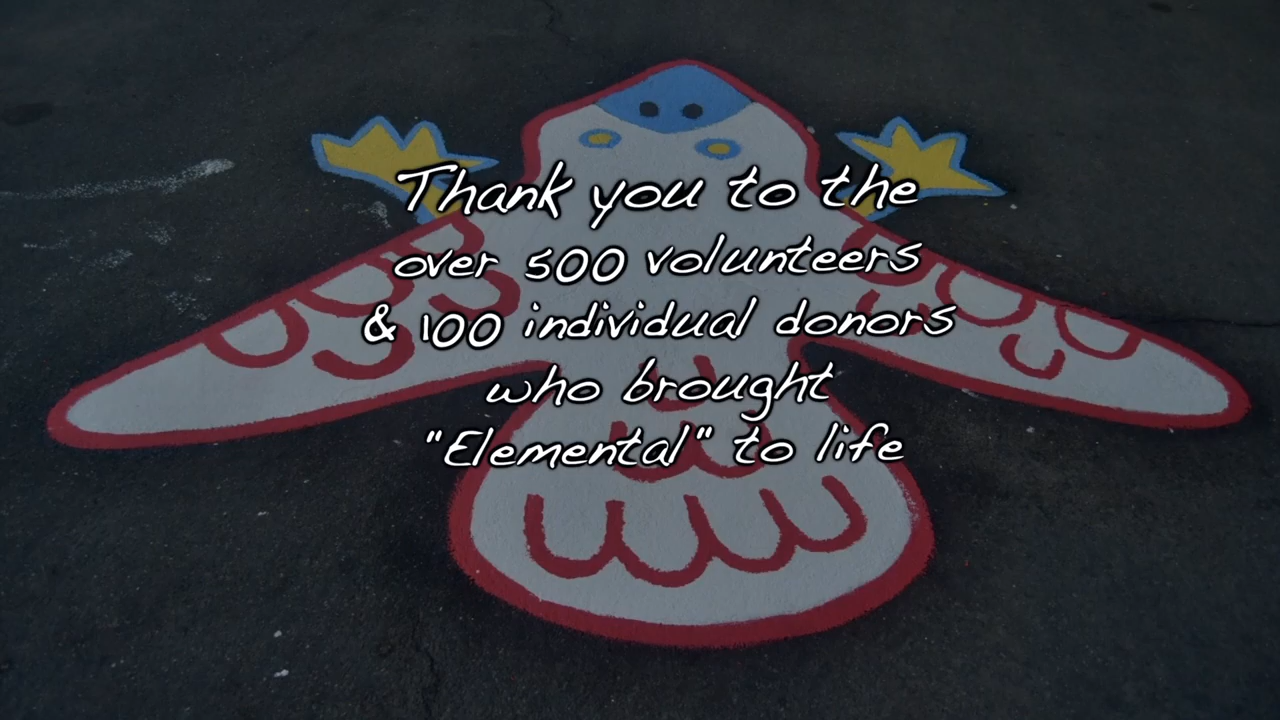 Thank you to the
over 500 volunteers
& 100 individual donors
who brought
"Elemental" to life